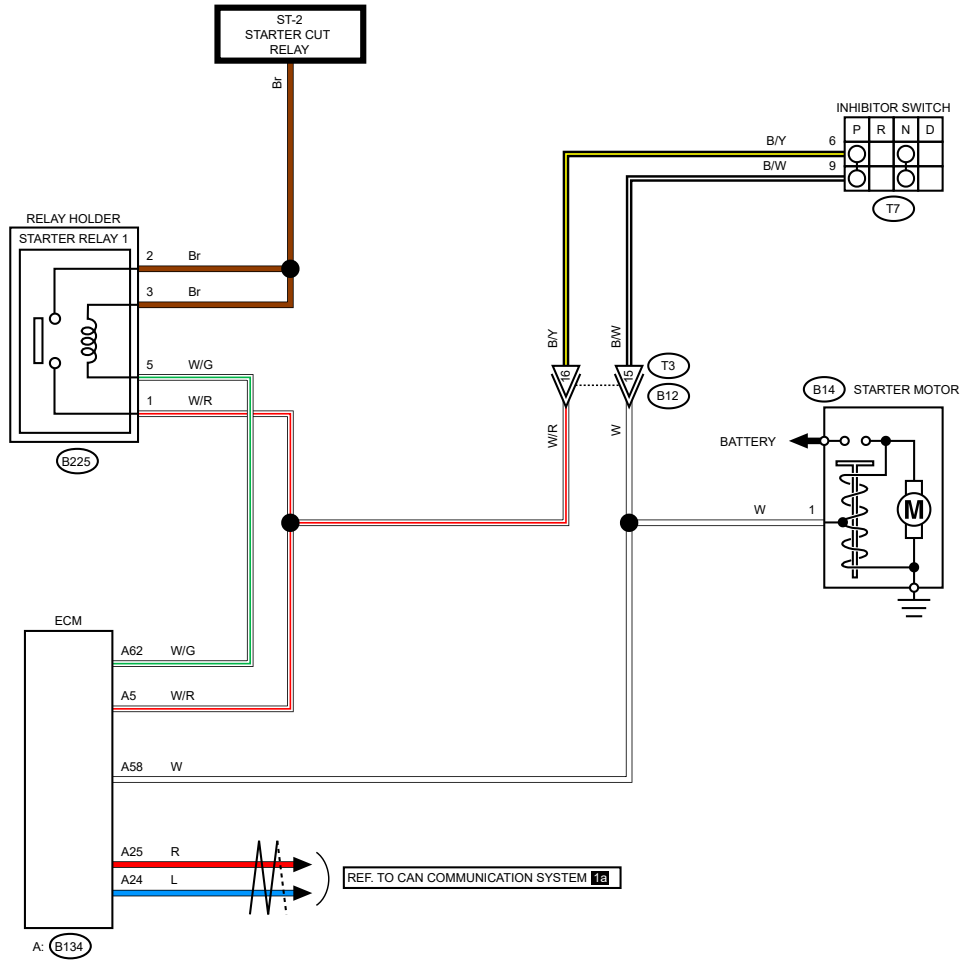 ST-2
STARTER CUT
RELAY
Br
INHIBITOR SWITCH
P R N D
B/Y 6
B/W 9
T7
RELAY HOLDER
STARTER RELAY 1
2 Br
3 Br
5 W/G
1 W/R
B225
B/Y
B/W
16
15
T3
B12
W/R
W
B14 STARTER MOTOR
BATTERY
M
W 1
ECM
A62 W/G
A5 W/R
A58 W
A25 R
A24 L
REF. TO CAN COMMUNICATION SYSTEM 1a
A: B134